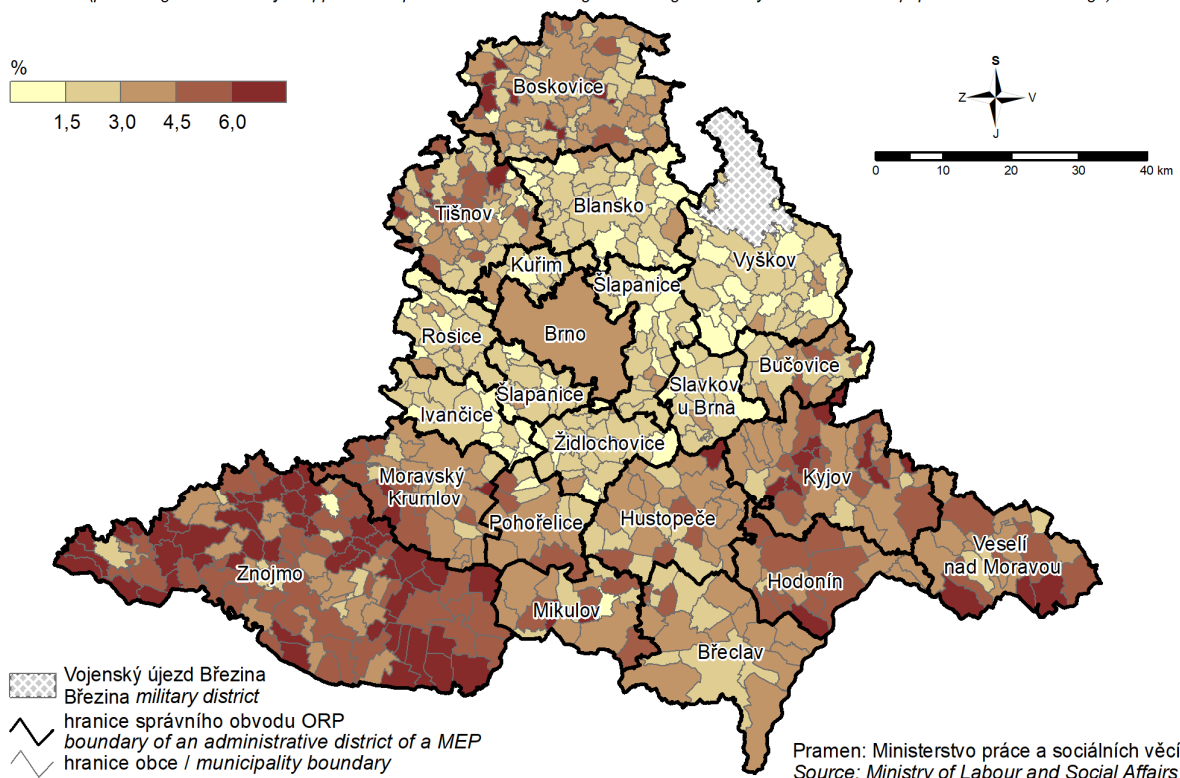 %
1,5 3,0 4,5 6,0
S
Z V
J
0 10 20 30 40 km
Boskovice
Tišnov
Blansko
Vyškov
Kuřim
Šlapanice
Rosice
Brno
Bučovice
Šlapanice
Slavkov
u Brna
Ivančice
Židlochovice
Moravský
Krumlov
Kyjov
Pohořelice
Hustopeče
Veselí
nad Moravou
Znojmo
Hodonín
Mikulov
Břeclav
Vojenský újezd Březina
Březina military district
hranice správního obvodu ORP
boundary of an administrative district of a MEP
hranice obce / municipality boundary
Pramen: Ministerstvo práce a sociálních věcí
Source: Ministry of Labour and Social Affairs